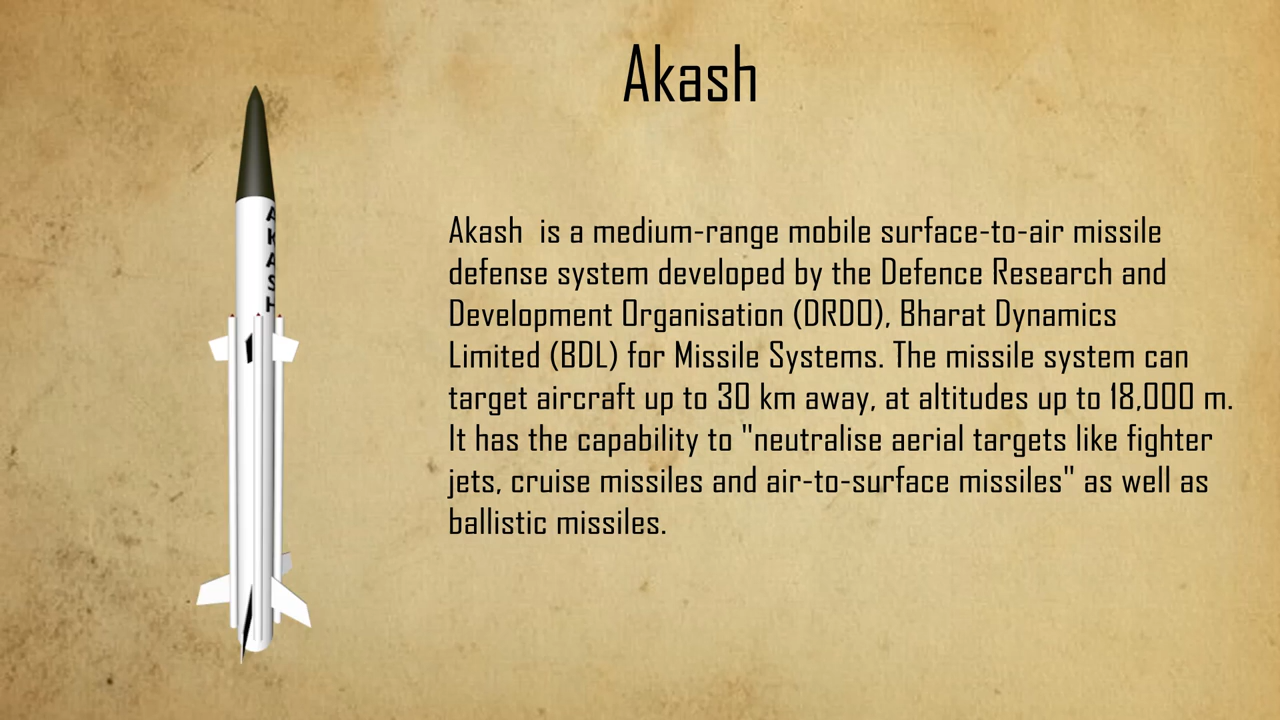 Akash
AKASH
Akash is a medium-range mobile surface-to-air missile
defense system developed by the Defence Research and
Development Organisation (DRDO), Bharat Dynamics
Limited (BDL) for Missile Systems. The missile system can
target aircraft up to 30 km away, at altitudes up to 18,000 m.
It has the capability to "neutralise aerial targets like fighter
jets, cruise missiles and air-to-surface missiles" as well as
ballistic missiles.